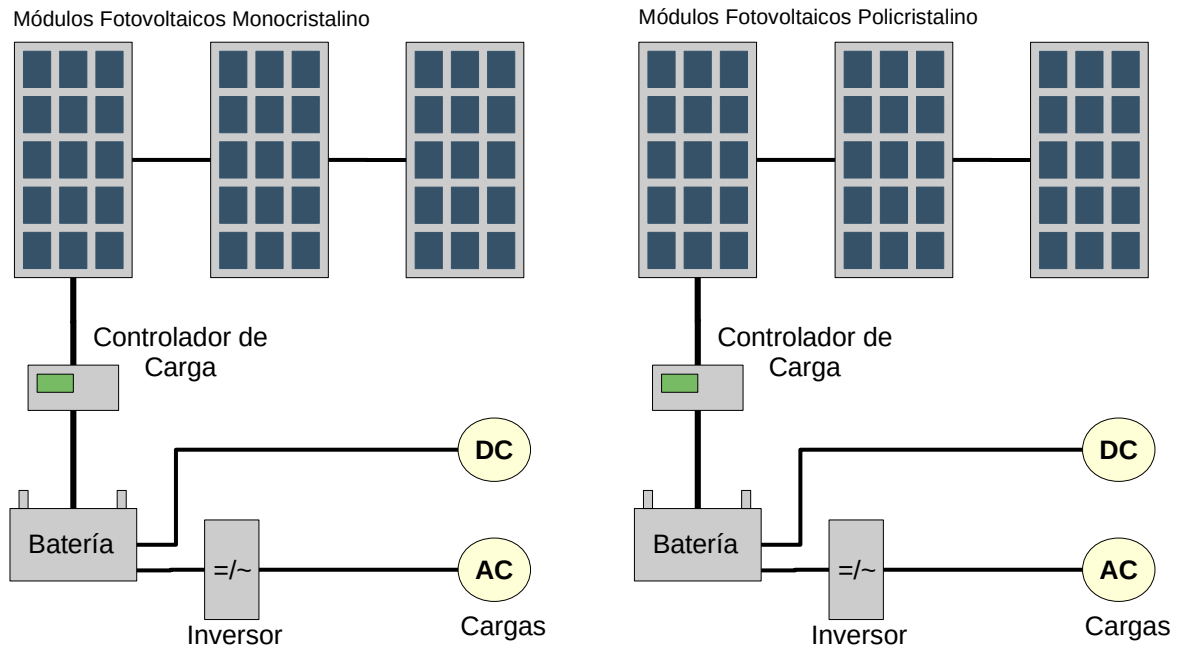 Módulos Fotovoltaicos Monocristalino
Controlador de
Carga
DC
Batería
=/~
AC
Inversor
Cargas
Módulos Fotovoltaicos Policristalino
Controlador de
Carga
DC
Batería
=/~
AC
Inversor
Cargas